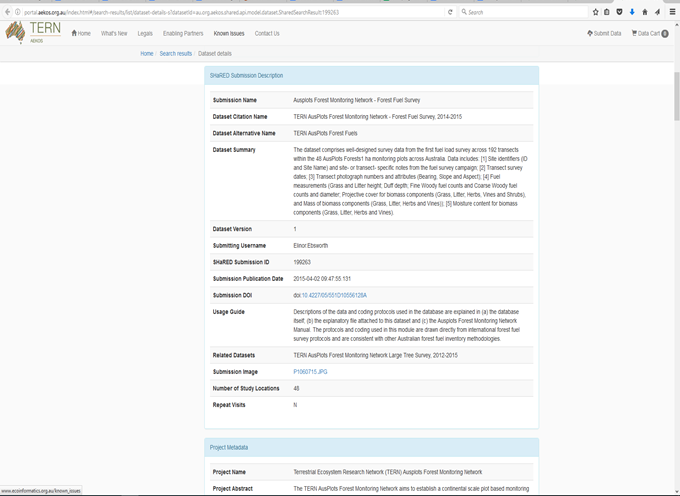 portal.aekos.org.au/index.html#/search-results/list/dataset-details-s?datasetId=au.org.aekos.shared.api.model.dataset.SharedSearchResult:199263
Search
TERN
ÆKOS
Home What's New Legals Enabling Partners Known Issues Contact Us Submit Data Data Cart 0
Home Search results Dataset details
SHaRED Submission Description
Submission Name Ausplots Forest Monitoring Network - Forest Fuel Survey
Dataset Citation Name TERN AusPlots Forest Monitoring Network - Forest Fuel Survey, 2014-2015
Dataset Alternative Name TERN AusPlots Forest Fuels
Dataset Summary The dataset comprises well-designed survey data from the first fuel load survey across 192 transects
within the 48 AusPlots Forests1 ha monitoring plots across Australia. Data includes: [1] Site identifiers (ID
and Site Name) and site- or transect- specific notes from the fuel survey campaign; [2] Transect survey
dates; [3] Transect photograph numbers and attributes (Bearing, Slope and Aspect); [4] Fuel
measurements (Grass and Litter height; Duff depth; Fine Woody fuel counts and Coarse Woody fuel
counts and diameter; Projective cover for biomass components (Grass, Litter, Herbs, Vines and Shrubs),
and Mass of biomass components (Grass, Litter, Herbs and Vines)); [5] Moisture content for biomass
components (Grass, Litter, Herbs and Vines).
Dataset Version 1
Submitting Username Elinor.Ebsworth
SHaRED Submission ID 199263
Submission Publication Date 2015-04-02 09:47:55.131
Submission DOI doi:10.4227/05/551D10556128A
Usage Guide Descriptions of the data and coding protocols used in the database are explained in (a) the database
itself; (b) the explanatory file attached to this dataset and (c) the Ausplots Forest Monitoring Network
Manual. The protocols and coding used in this module are drawn directly from international forest fuel
survey protocols and are consistent with other Australian forest fuel inventory methodologies.
Related Datasets TERN AusPlots Forest Monitoring Network Large Tree Survey, 2012-2015
Submission Image P1060715.JPG
Number of Study Locations 48
Repeat Visits N
Project Metadata
Project Name Terrestrial Ecosystem Research Network (TERN) Ausplots Forest Monitoring Network
Project Abstract The TERN AusPlots Forest Monitoring Network aims to establish a continental scale plot based monitoring
www.ecoinformatics.org.au/known_issues